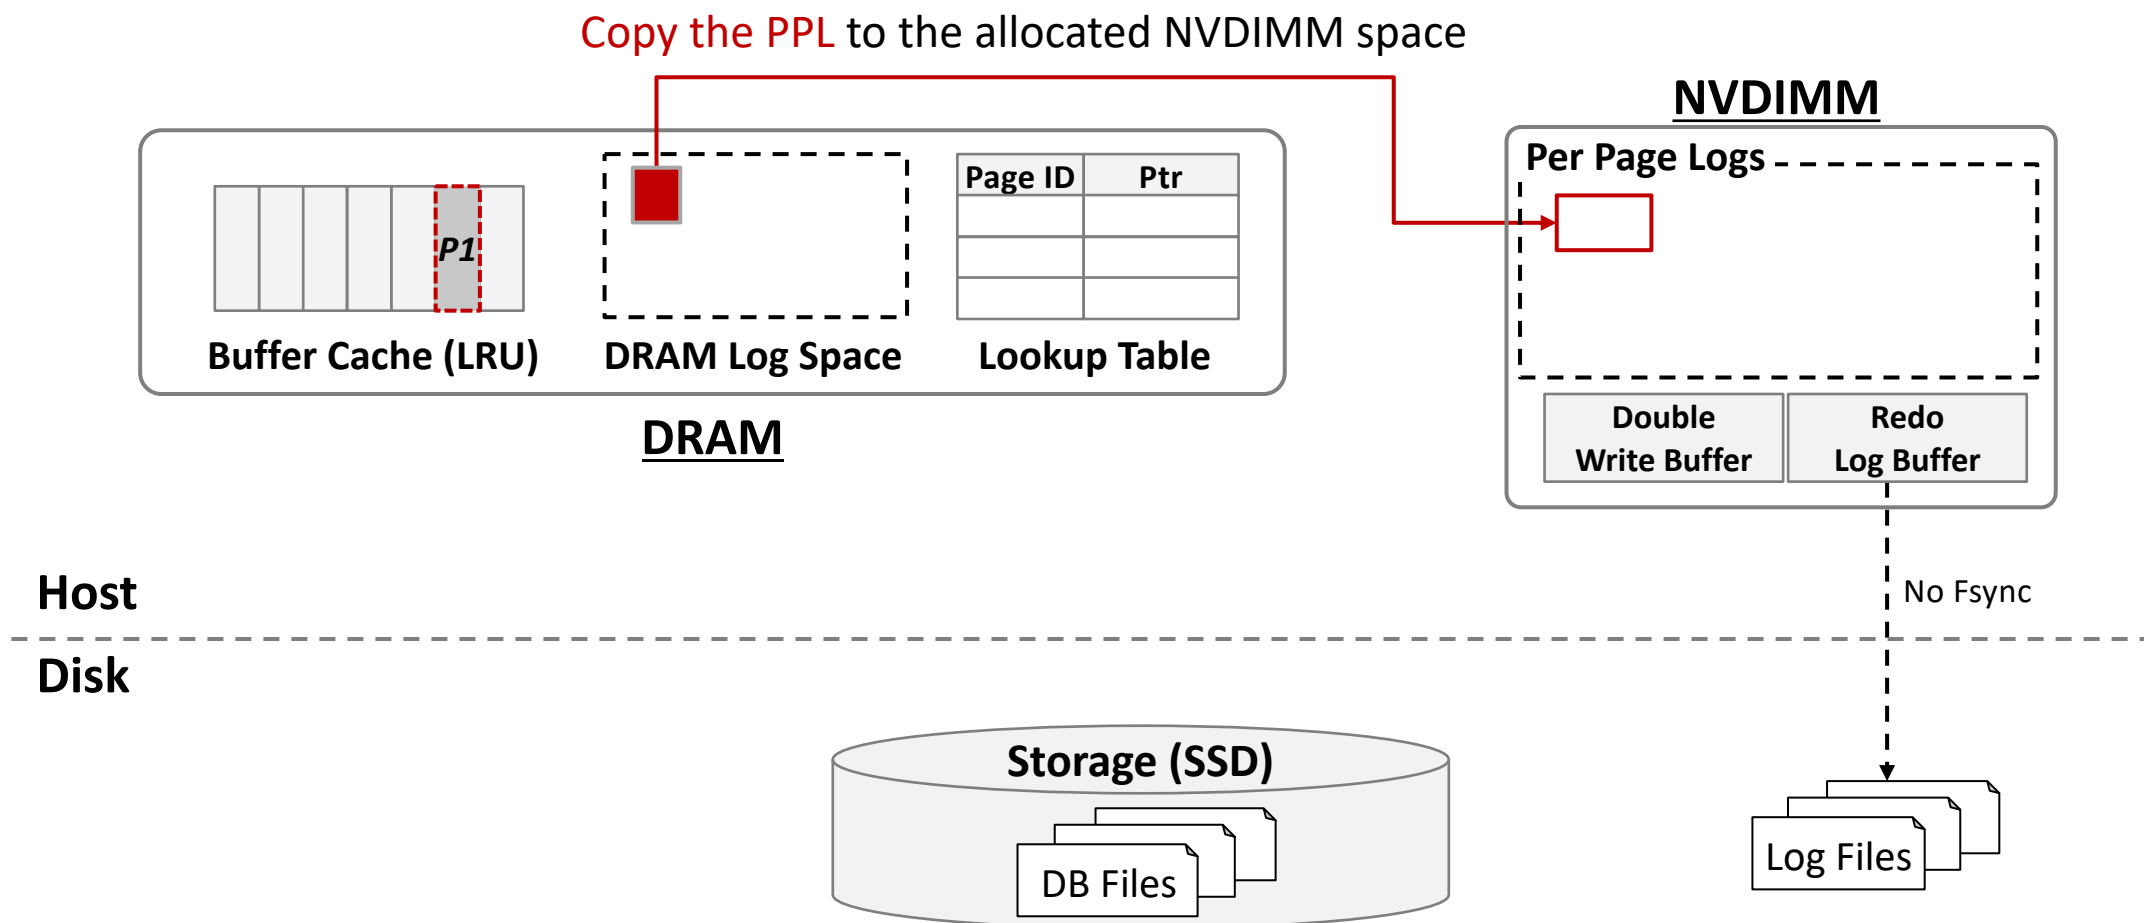 Copy the PPL to the allocated NVDIMM space
NVDIMM
Per Page Logs
Page ID
Ptr
P1
Buffer Cache (LRU)
DRAM Log Space
Lookup Table
DRAM
Double
Write Buffer
Redo
Log Buffer
Host
No Fsync
Disk
Storage (SSD)
DB Files
Log Files